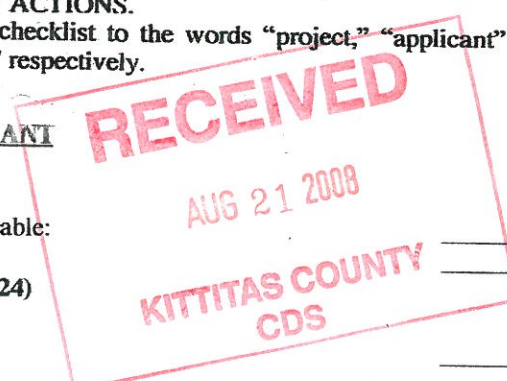 ACTIONS.
checklist to the words “project,” “applicant”
respectively.
ANT
RECEIVED
AUG 21 2008
able:
24)
KITTITAS COUNTY
CDS